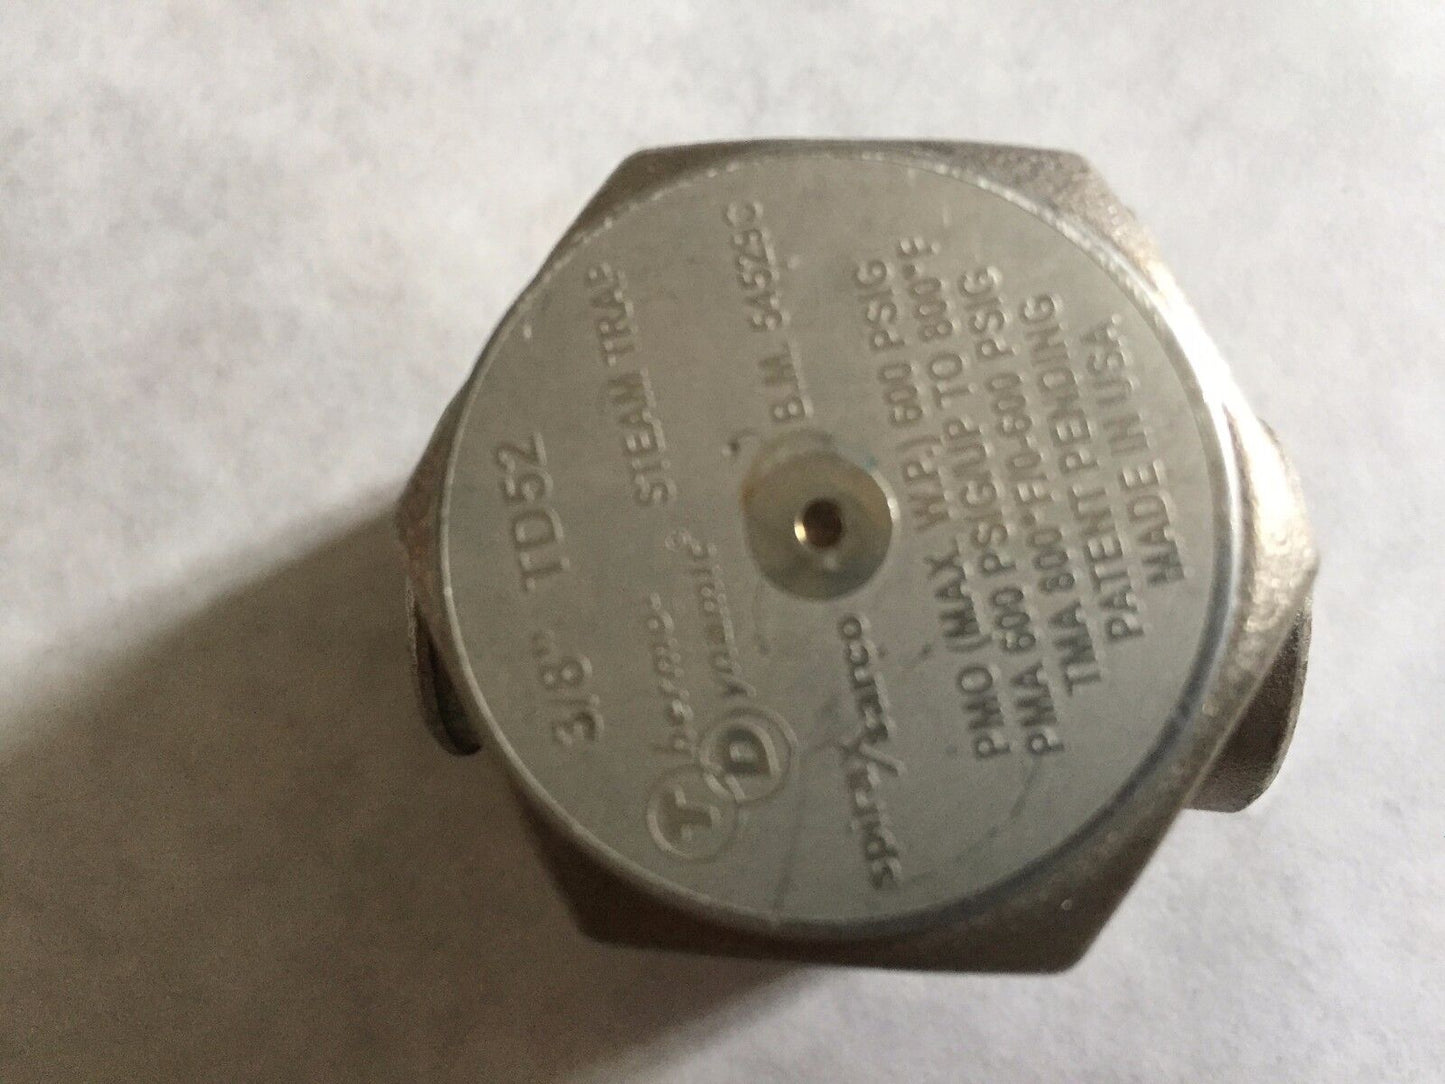 3/8" TD52
Thermo-
Dynamic®
STEAM TRAP
B.M. 54525C
spirax/sarco
PMO (MAX. W.P.) 600 PSIG
PMA 600 PSIG/UP TO 800°F
TMA 800°F/0-600 PSIG
PATENT PENDING
MADE IN USA